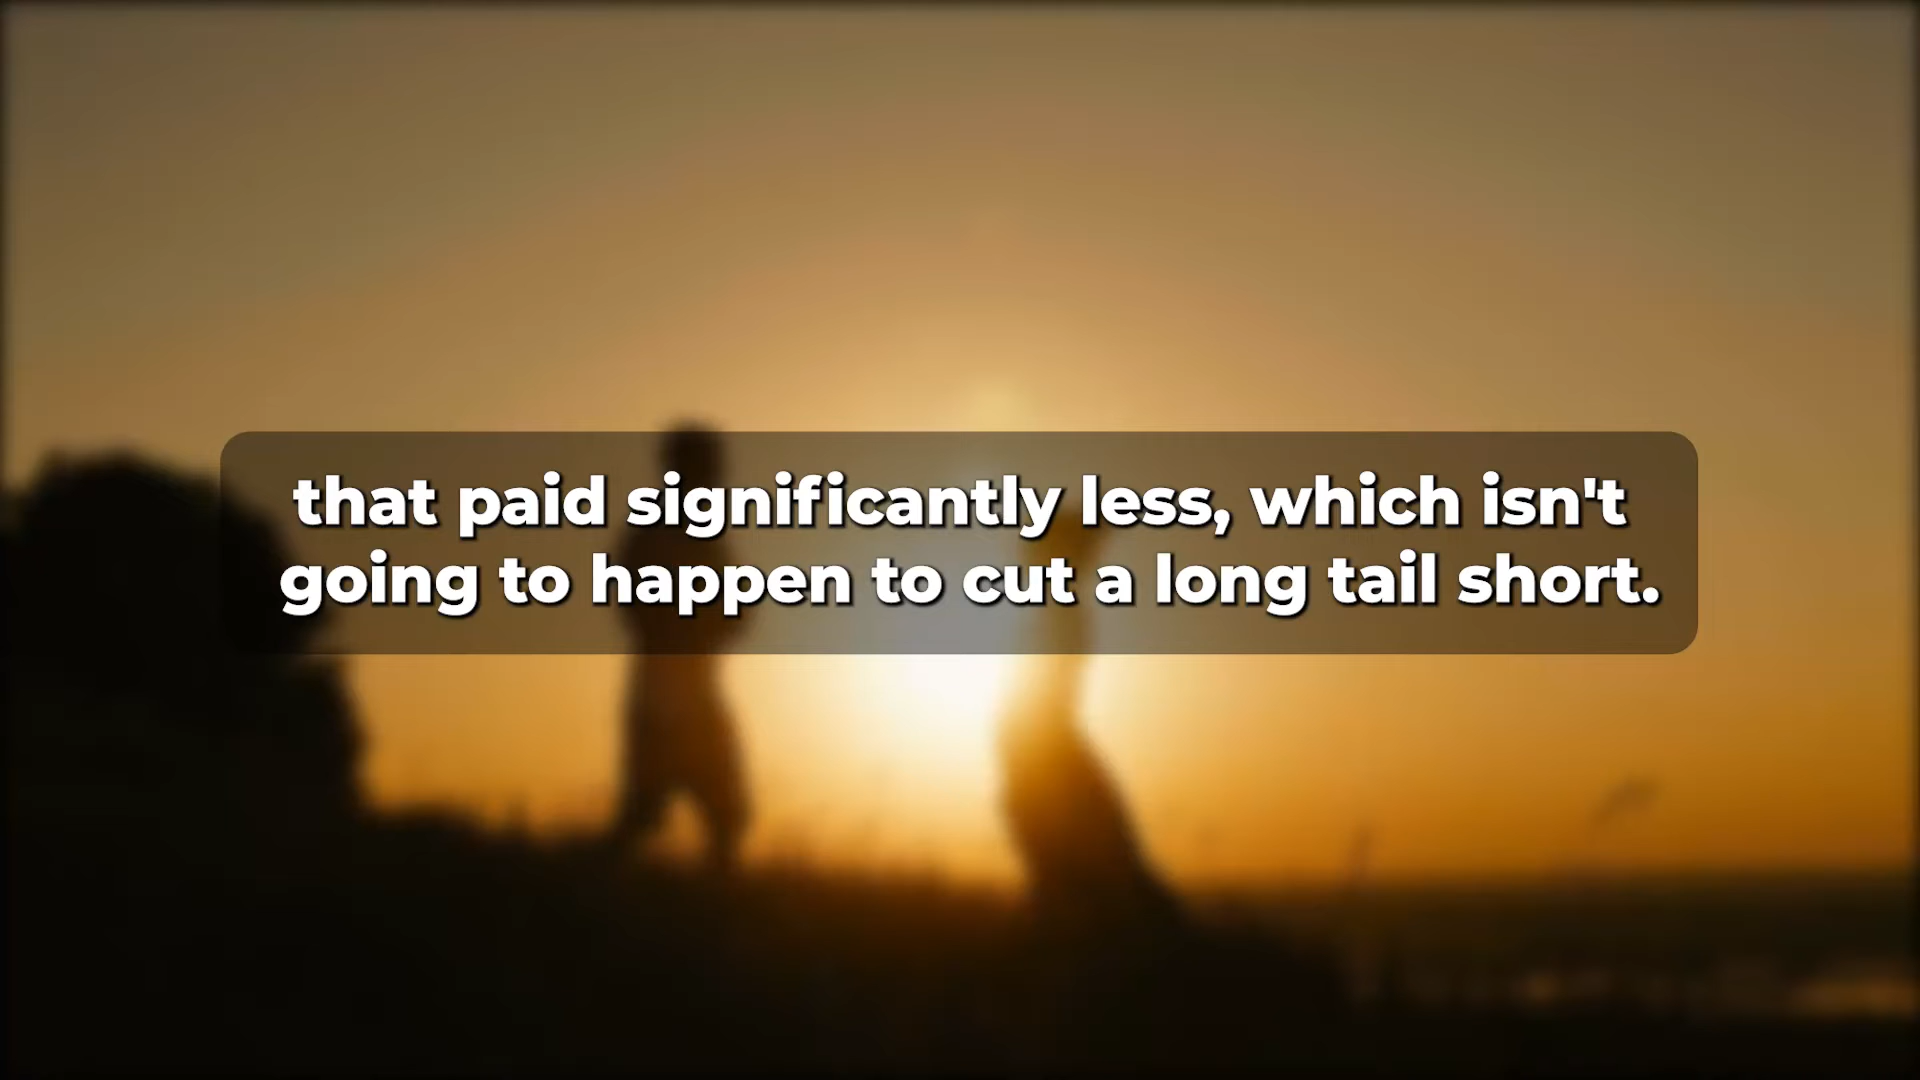 that paid significantly less, which isn't
going to happen to cut a long tail short.